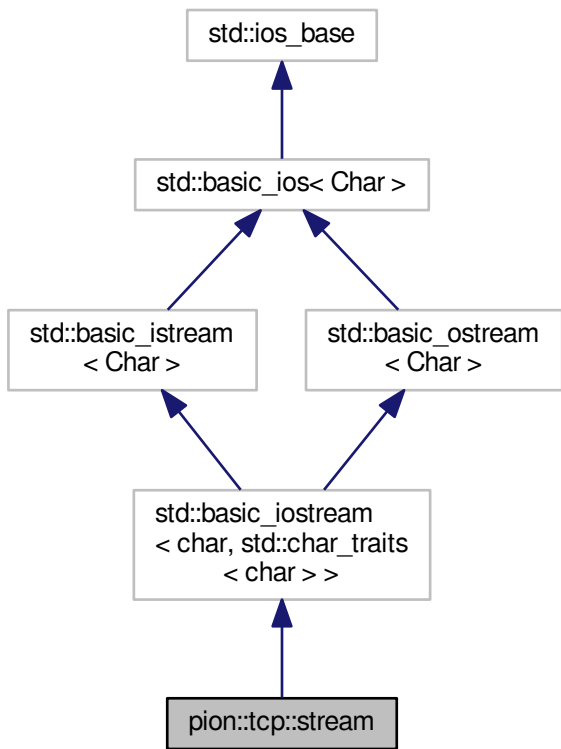 std::ios_base
std::basic_ios< Char >
std::basic_istream
< Char >
std::basic_ostream
< Char >
std::basic_iostream
< char, std::char_traits
< char > >
pion::tcp::stream